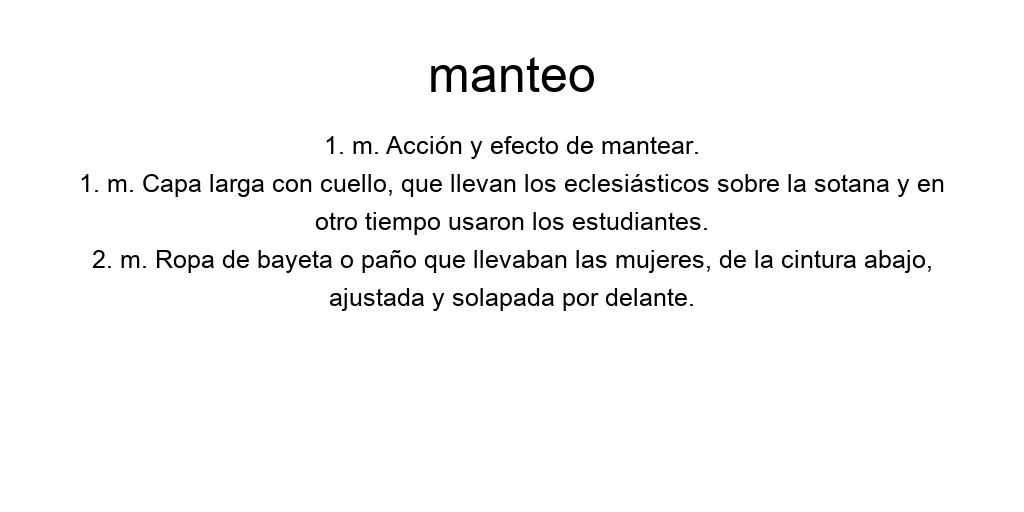 manteo
1. m. Acción y efecto de mantear.
1. m. Capa larga con cuello, que llevan los eclesiásticos sobre la sotana y en
otro tiempo usaron los estudiantes.
2. m. Ropa de bayeta o paño que llevaban las mujeres, de la cintura abajo,
ajustada y solapada por delante.